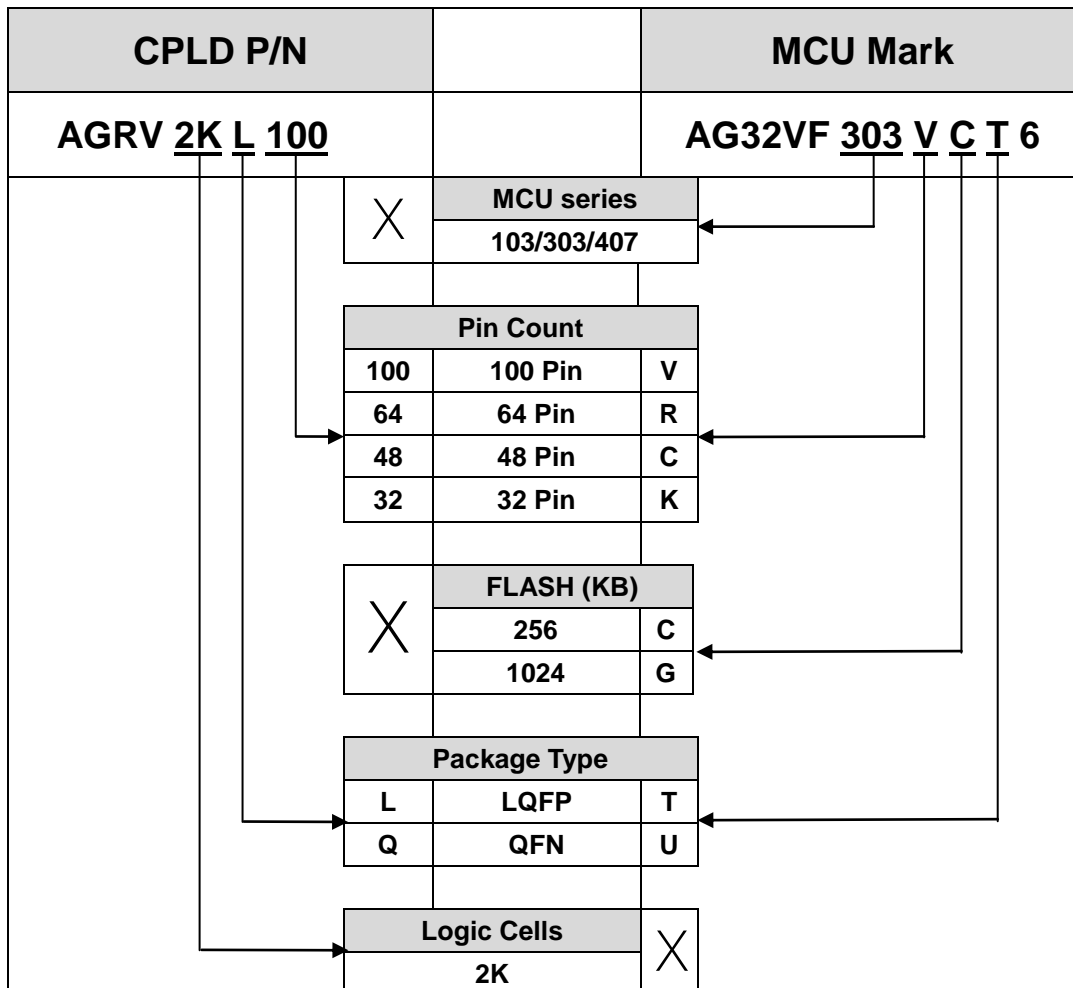 CPLD P/N MCU Mark
AGRV 2K L 100 AG32VF 303 V C T 6
MCU series
103/303/407
Pin Count
100 100 Pin V
64 64 Pin R
48 48 Pin C
32 32 Pin K
FLASH (KB)
256 C
1024 G
Package Type
L LQFP T
Q QFN U
Logic Cells
2K